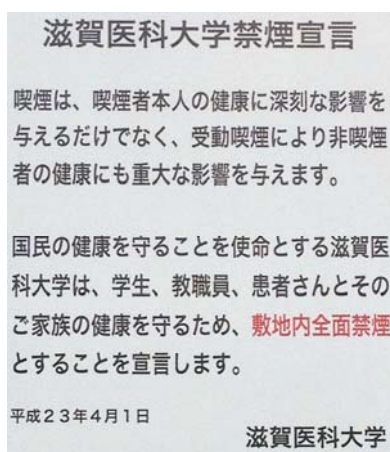 滋賀医科大学禁煙宣言
喫煙は、喫煙者本人の健康に深刻な影響を
与えるだけでなく、受動喫煙により非喫煙
者の健康にも重大な影響を与えます。
国民の健康を守ることを使命とする滋賀医
科大学は、学生、教職員、患者さんとその
ご家族の健康を守るため、敷地内全面禁煙
とすることを宣言します。
平成23年4月1日
滋賀医科大学